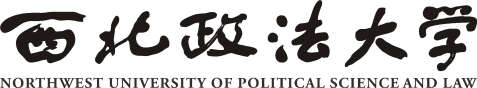 西北政法大学
NORTHWEST UNIVERSITY OF POLITICAL SCIENCE AND LAW